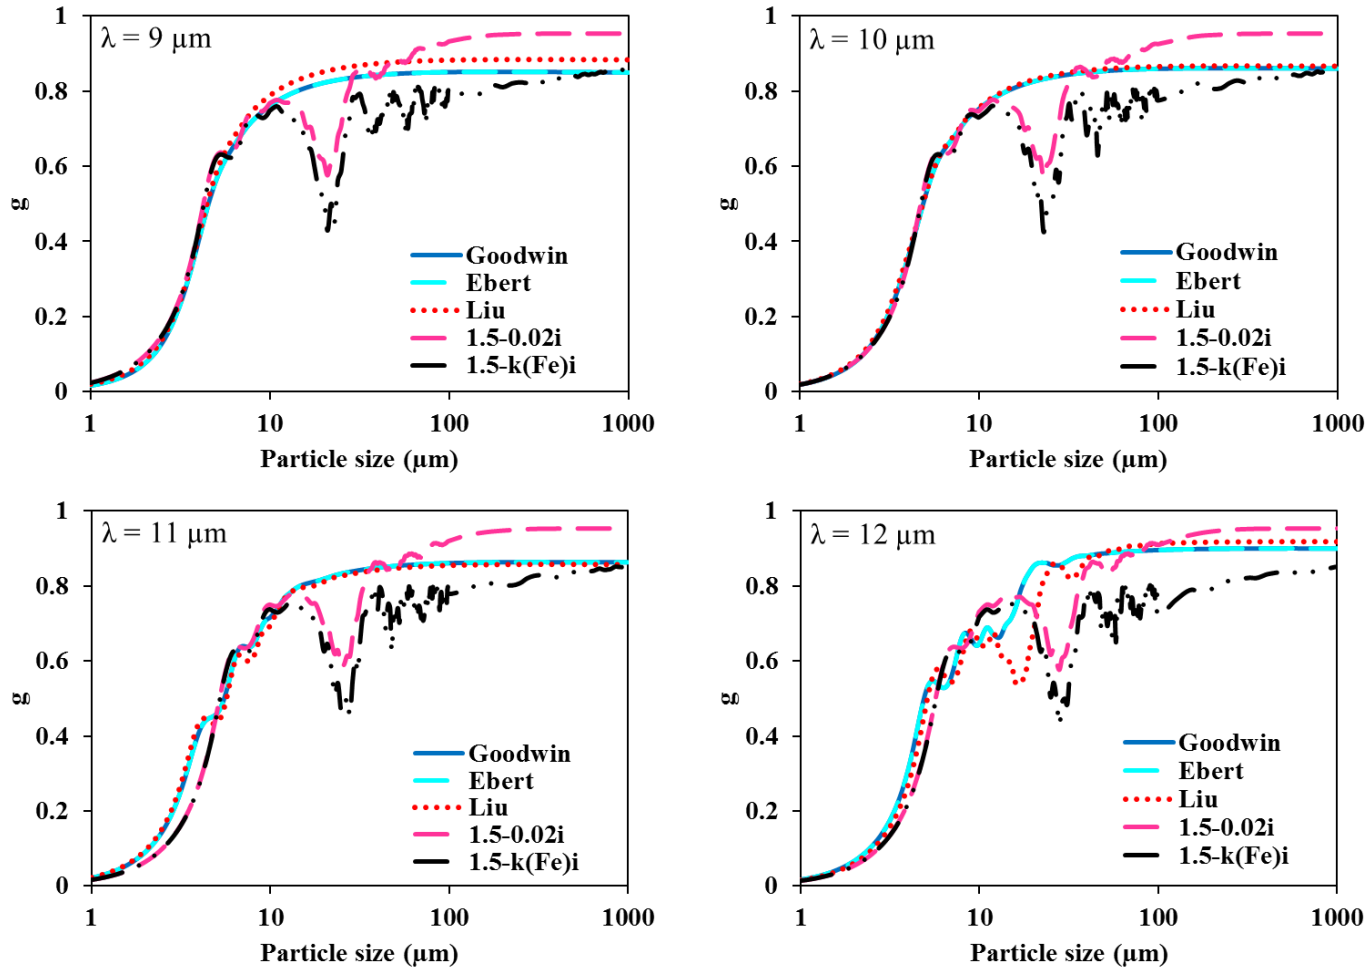 λ = 9 µm
1
0.8
0.6
0.4
0.2
0
g
Goodwin
Ebert
Liu
1.5-0.02i
1.5-k(Fe)i
1 10 100 1000
Particle size (µm)
λ = 10 µm
1
0.8
0.6
0.4
0.2
0
g
Goodwin
Ebert
Liu
1.5-0.02i
1.5-k(Fe)i
1 10 100 1000
Particle size (µm)
λ = 11 µm
1
0.8
0.6
0.4
0.2
0
g
Goodwin
Ebert
Liu
1.5-0.02i
1.5-k(Fe)i
1 10 100 1000
Particle size (µm)
λ = 12 µm
1
0.8
0.6
0.4
0.2
0
g
Goodwin
Ebert
Liu
1.5-0.02i
1.5-k(Fe)i
1 10 100 1000
Particle size (µm)